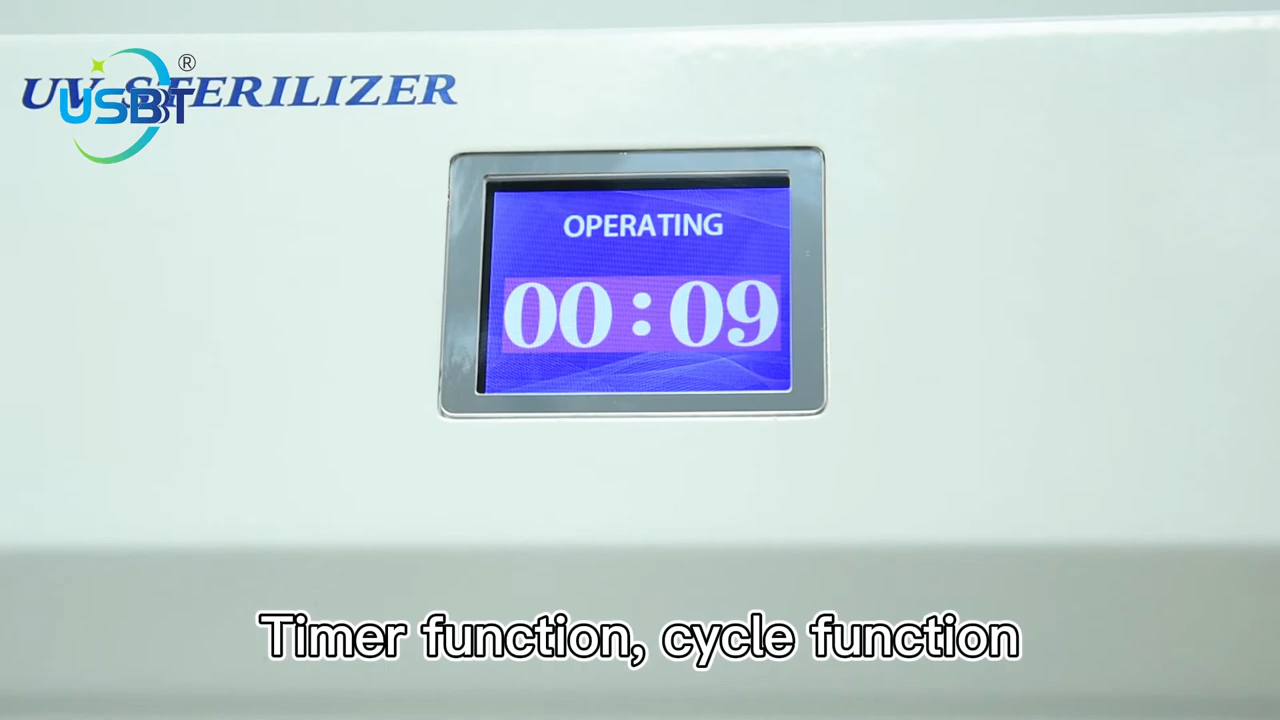 UV STERILIZER
USBT®
OPERATING
00:09
Timer function, cycle function